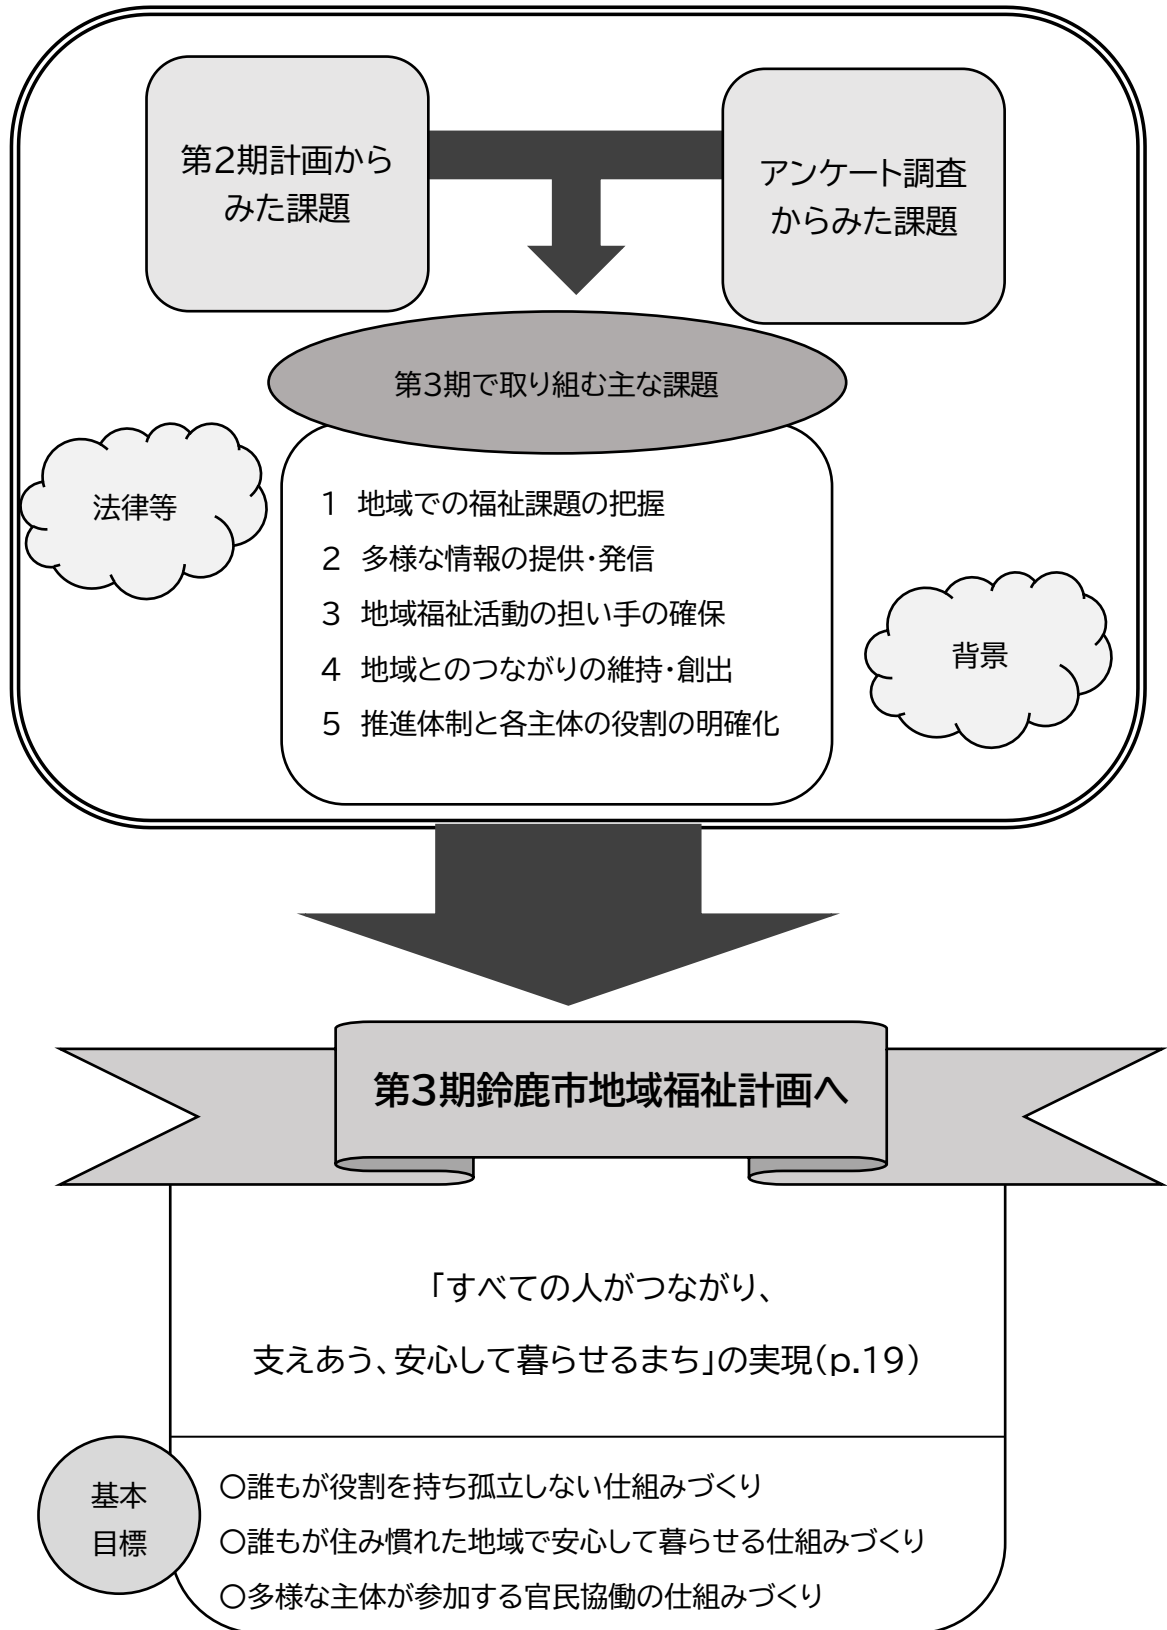 第2期計画から
みた課題
アンケート調査
からみた課題
第3期で取り組む主な課題
法律等
1 地域での福祉課題の把握
2 多様な情報の提供・発信
3 地域福祉活動の担い手の確保
4 地域とのつながりの維持・創出
5 推進体制と各主体の役割の明確化
背景
第3期鈴鹿市地域福祉計画へ
「すべての人がつながり、
支えあう、安心して暮らせるまち」の実現(p.19)
基本
目標
〇誰もが役割を持ち孤立しない仕組みづくり
〇誰もが住み慣れた地域で安心して暮らせる仕組みづくり
〇多様な主体が参加する官民協働の仕組みづくり